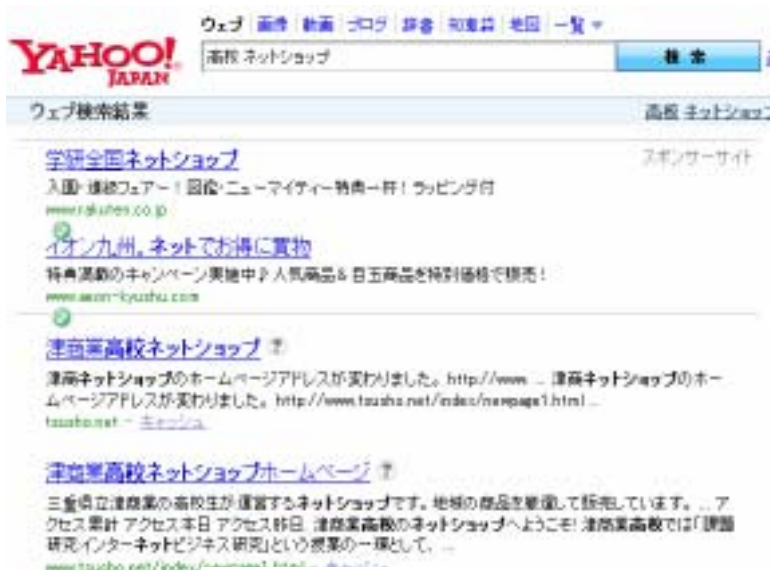 ウェブ 画像 動画 ブログ 辞書 知恵袋 地図 一覧
YAHOO!
JAPAN
高校 ネットショップ
検索
ウェブ検索結果
高校 ネットショップ
学研全国ネットショップ
スポンサーサイト
入園・進級フェアー!図鑑・ニューマイティー特典一杯!ラッピング付
www.rakuten.co.jp
イオン九州。ネットでお得に買物
特典満載のキャンペーン実施中♪人気商品&目玉商品を特別価格で販売!
www.aeon-kyushu.com
津商業高校ネットショップ
津商ネットショップのホームページアドレスが変わりました。http://www. ... 津商ネットショップのホー
ムページアドレスが変わりました。http://www.tsusho.net/index/newpage1.html ...
tsusho.net - キャッシュ
津商業高校ネットショップホームページ
三重県立津商業の高校生が運営するネットショップです。地域の商品を厳選して販売しています。 ... ア
クセス累計 アクセス本日 アクセス昨日. 津商業高校のネットショップへようこそ! 津商業高校では「課題
研究インターネットビジネス研究」という授業の一環として、 ...
www.tsusho.net/index/newpage1.html - キャッシュ